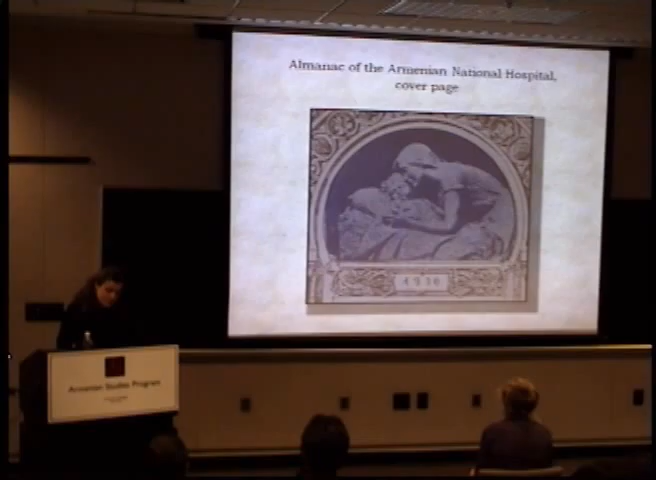 Almanac of the Armenian National Hospital,
cover page
Armenian Studies Program